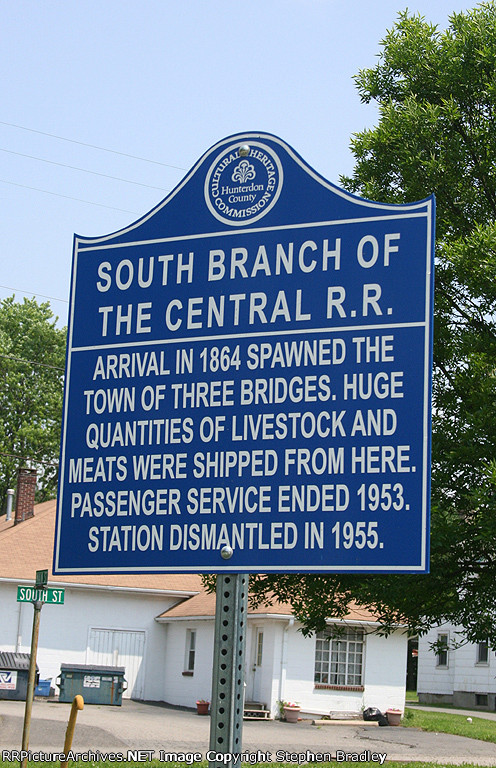 CULTURAL HERITAGE
Hunterdon
County
COMMISSION
SOUTH BRANCH OF
THE CENTRAL R.R.
ARRIVAL IN 1864 SPAWNED THE
TOWN OF THREE BRIDGES. HUGE
QUANTITIES OF LIVESTOCK AND
MEATS WERE SHIPPED FROM HERE.
PASSENGER SERVICE ENDED 1953.
STATION DISMANTLED IN 1955.
SOUTH ST
RRPictureArchives.NET Image Copyright Stephen Bradley